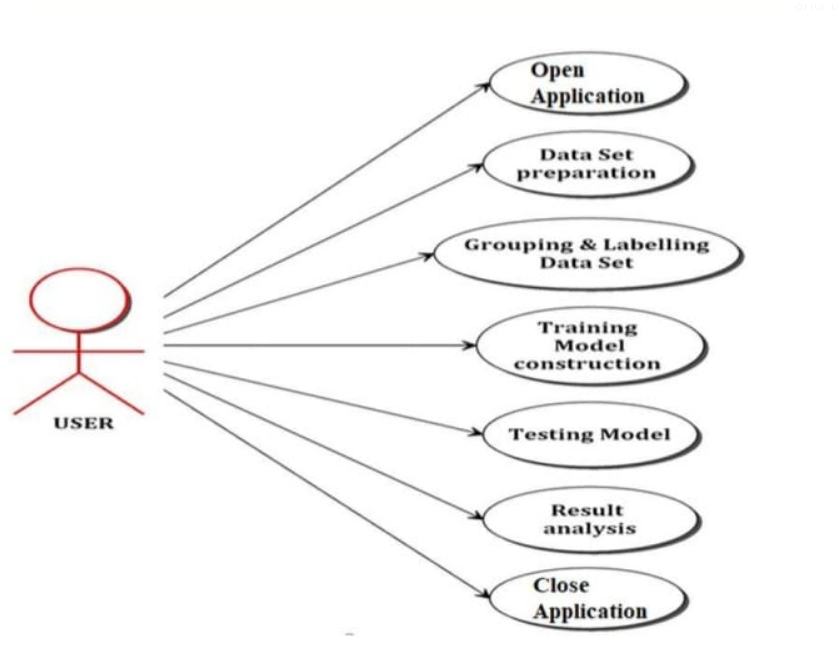 Open
Application
Data Set
preparation
Grouping & Labelling
Data Set
Training
Model
construction
USER
Testing Model
Result
analysis
Close
Application